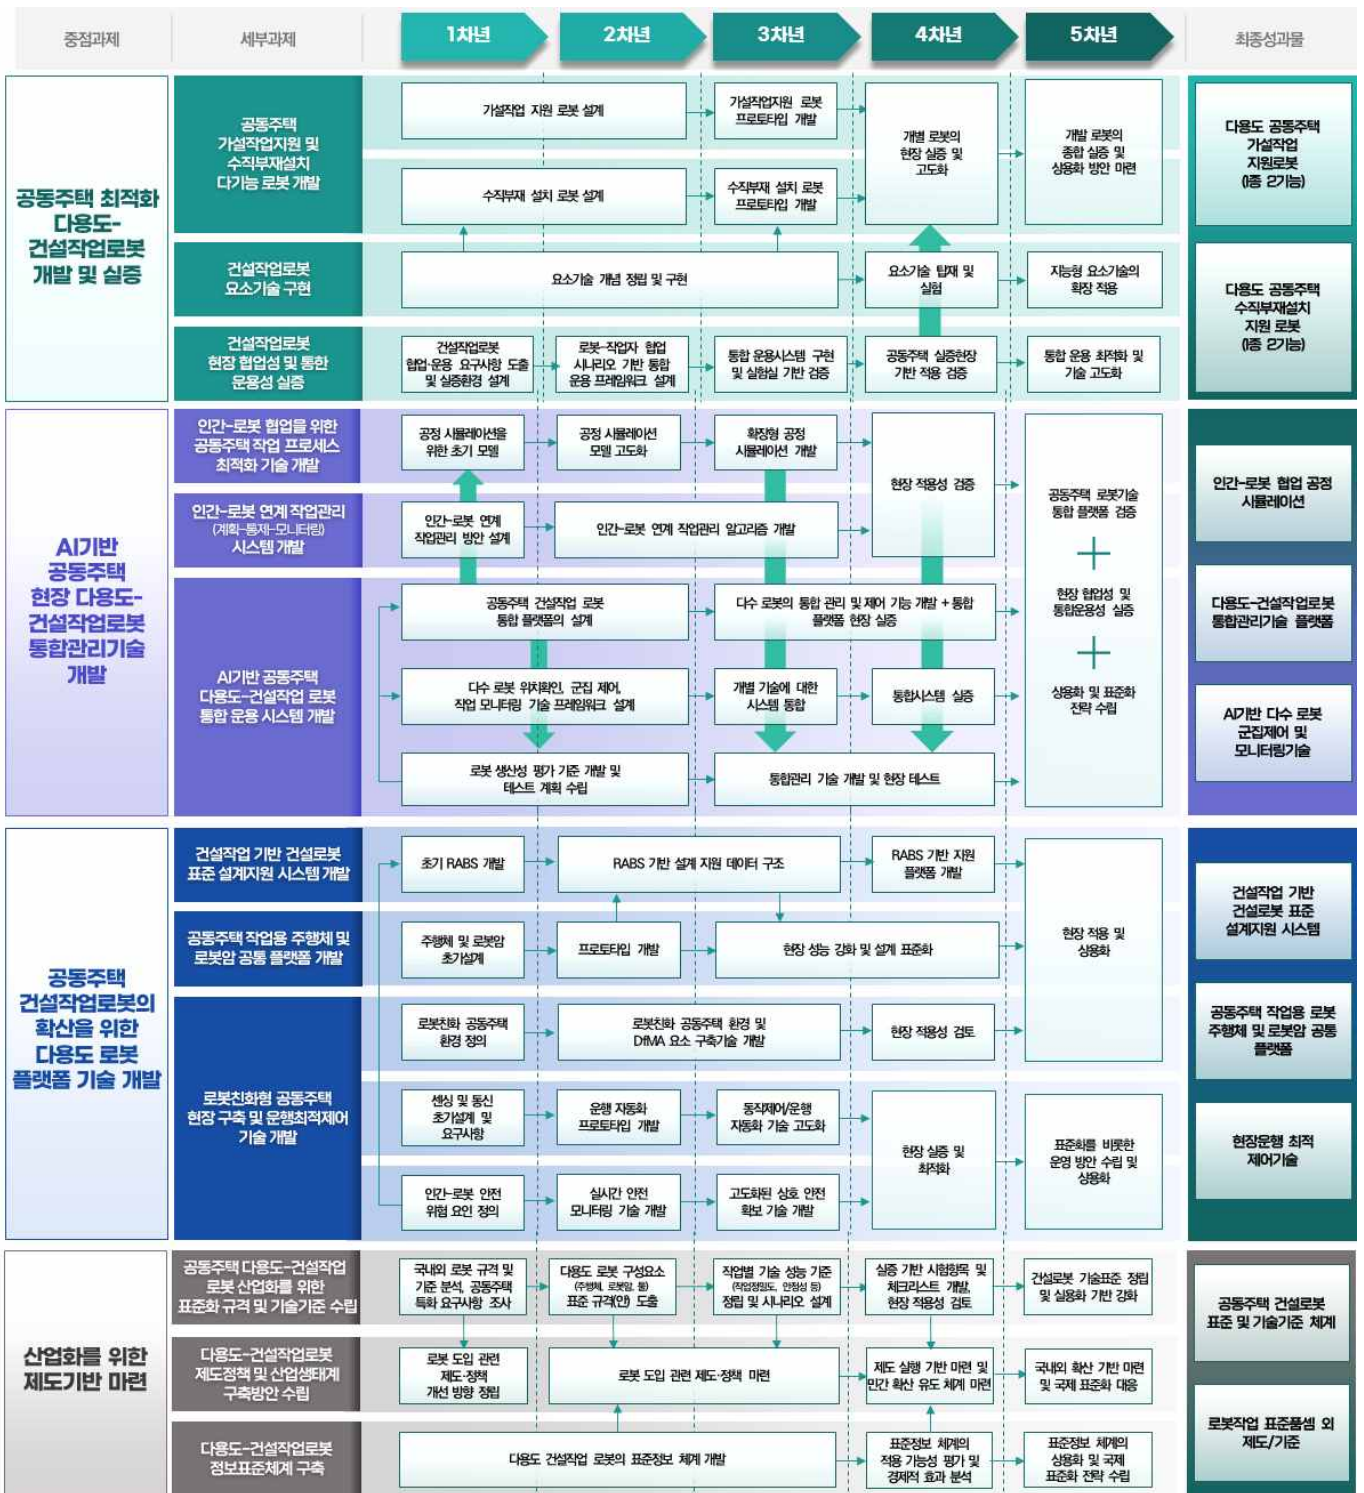 중점과제
세부과제
1차년
2차년
3차년
4차년
5차년
최종성과물
공동주택 최적화
다용도-
건설작업로봇
개발 및 실증
공동주택
가설작업지원 및
수직부재설치
다기능 로봇 개발
가설작업 지원 로봇 설계
가설작업지원 로봇
프로토타입 개발
수직부재 설치 로봇 설계
수직부재 설치 로봇
프로토타입 개발
개별 로봇의
현장 실증 및
고도화
개발 로봇의
종합 실증 및
상용화 방안 마련
건설작업로봇
요소기술 구현
요소기술 개념 정립 및 구현
요소기술 탑재 및
실험
지능형 요소기술의
확장 적용
건설작업로봇
현장 협업성 및 통한
운용성 실증
건설작업로봇
협업·운용 요구사항 도출
및 실증환경 설계
로봇-작업자 협업
시나리오 기반 통합
운용 프레임워크 설계
통합 운용시스템 구현
및 실험실 기반 검증
공동주택 실증현장
기반 적용 검증
통합 운용 최적화 및
기술 고도화
다용도 공동주택
가설작업
지원로봇
(1종 2기능)
다용도 공동주택
수직부재설치
지원 로봇
(1종 2기능)
AI기반
공동주택
현장 다용도-
건설작업로봇
통합관리기술
개발
인간-로봇 협업을 위한
공동주택 작업 프로세스
최적화 기술 개발
공정 시뮬레이션을
위한 초기 모델
공정 시뮬레이션
모델 고도화
확장형 공정
시뮬레이션 개발
현장 적용성 검증
인간-로봇 연계 작업관리
(계획-통제-모니터링)
시스템 개발
인간-로봇 연계
작업관리 방안 설계
인간-로봇 연계 작업관리 알고리즘 개발
AI기반 공동주택
다용도-건설작업 로봇
통합 운용 시스템 개발
공동주택 건설작업 로봇
통합 플랫폼의 설계
다수 로봇의 통합 관리 및 제어 기능 개발 + 통합
플랫폼 현장 실증
다수 로봇 위치확인, 군집 제어,
작업 모니터링 기술 프레임워크 설계
개별 기술에 대한
시스템 통합
통합시스템 실증
로봇 생산성 평가 기준 개발 및
테스트 계획 수립
통합관리 기술 개발 및 현장 테스트
공동주택 로봇기술
통합 플랫폼 검증
+
현장 협업성 및
통합운용성 실증
+
상용화 및 표준화
전략 수립
인간-로봇 협업 공정
시뮬레이션
다용도-건설작업로봇
통합관리기술 플랫폼
AI기반 다수 로봇
군집제어 및
모니터링기술
공동주택
건설작업로봇의
확산을 위한
다용도 로봇
플랫폼 기술 개발
건설작업 기반 건설로봇
표준 설계지원 시스템 개발
초기 RABS 개발
RABS 기반 설계 지원 데이터 구조
RABS 기반 지원
플랫폼 개발
공동주택 작업용 주행체 및
로봇암 공통 플랫폼 개발
주행체 및 로봇암
초기설계
프로토타입 개발
현장 성능 강화 및 설계 표준화
현장 적용 및
상용화
로봇친화형 공동주택
현장 구축 및 운행최적제어
기술 개발
로봇친화 공동주택
환경 정의
로봇친화 공동주택 환경 및
DfMA 요소 구축기술 개발
현장 적용성 검토
센싱 및 통신
초기설계 및
요구사항
운행 자동화
프로토타입 개발
동작제어/운행
자동화 기술 고도화
인간-로봇 안전
위험 요인 정의
실시간 안전
모니터링 기술 개발
고도화된 상호 안전
확보 기술 개발
현장 실증 및
최적화
표준화를 비롯한
운영 방안 수립 및
상용화
건설작업 기반
건설로봇 표준
설계지원 시스템
공동주택 작업용 로봇
주행체 및 로봇암 공통
플랫폼
현장운행 최적
제어기술
산업화를 위한
제도기반 마련
공동주택 다용도-건설작업
로봇 산업화를 위한
표준화 규격 및 기술기준 수립
국내외 로봇 규격 및
기준 분석, 공동주택
특화 요구사항 조사
다용도 로봇 구성요소
(주행체, 로봇암, 툴)
표준 규격(안) 도출
작업별 기술 성능 기준
(작업정밀도, 안정성 등)
정립 및 시나리오 설계
실증 기반 시험항목 및
체크리스트 개발,
현장 적용성 검토
건설로봇 기술표준 정립
및 실용화 기반 강화
다용도-건설작업로봇
제도정책 및 산업생태계
구축방안 수립
로봇 도입 관련
제도·정책
개선 방향 정립
로봇 도입 관련 제도·정책 마련
제도 실행 기반 마련 및
민간 확산 유도 체계 마련
국내외 확산 기반 마련
및 국제 표준화 대응
다용도-건설작업로봇
정보표준체계 구축
다용도 건설작업 로봇의 표준정보 체계 개발
표준정보 체계의
적용 가능성 평가 및
경제적 효과 분석
표준정보 체계의
상용화 및 국제
표준화 전략 수립
공동주택 건설로봇
표준 및 기술기준 체계
로봇작업 표준품셈 외
제도/기준